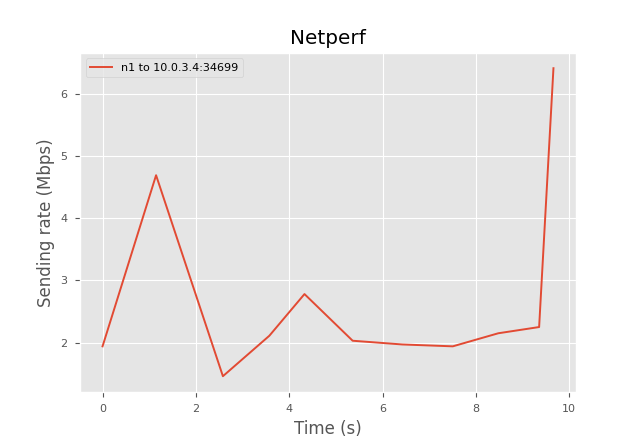 Netperf
n1 to 10.0.3.4:34699
Sending rate (Mbps)
6
5
4
3
2
0 2 4 6 8 10
Time (s)